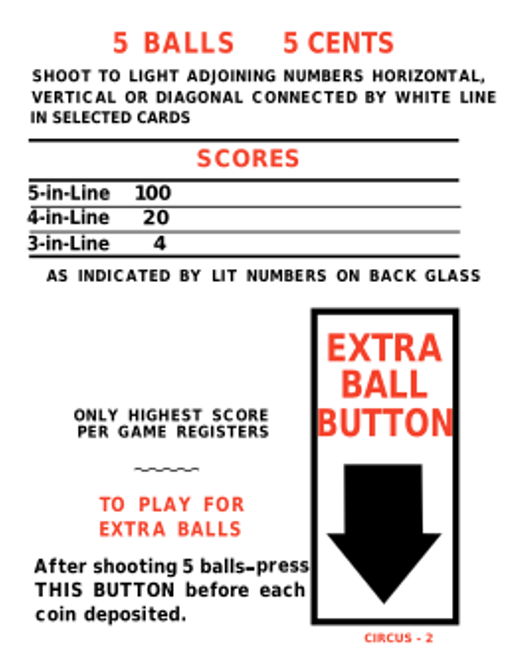 5 BALLS 5 CENTS
SHOOT TO LIGHT ADJOINING NUMBERS HORIZONTAL,
VERTICAL OR DIAGONAL CONNECTED BY WHITE LINE
IN SELECTED CARDS
SCORES
5-in-Line 100
4-in-Line 20
3-in-Line 4
AS INDICATED BY LIT NUMBERS ON BACK GLASS
ONLY HIGHEST SCORE
PER GAME REGISTERS
TO PLAY FOR
EXTRA BALLS
After shooting 5 balls–press
THIS BUTTON before each
coin deposited.
EXTRA
BALL
BUTTON
CIRCUS - 2